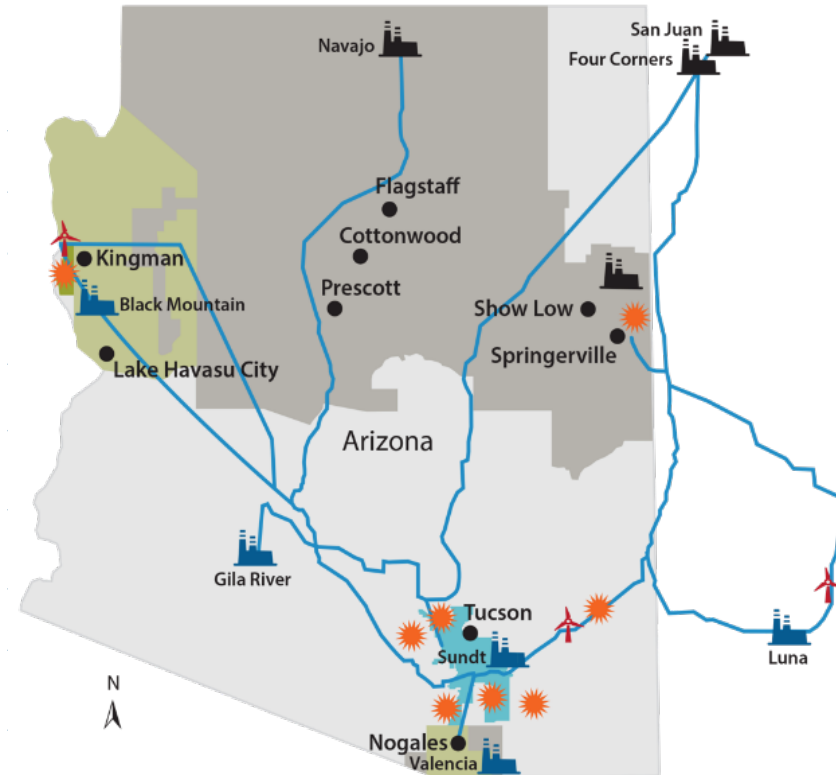 San Juan
Navajo
Four Corners
Flagstaff
Cottonwood
Kingman
Prescott
Black Mountain
Show Low
Springerville
Lake Havasu City
Arizona
Gila River
Tucson
Sundt
Luna
N
Nogales
Valencia